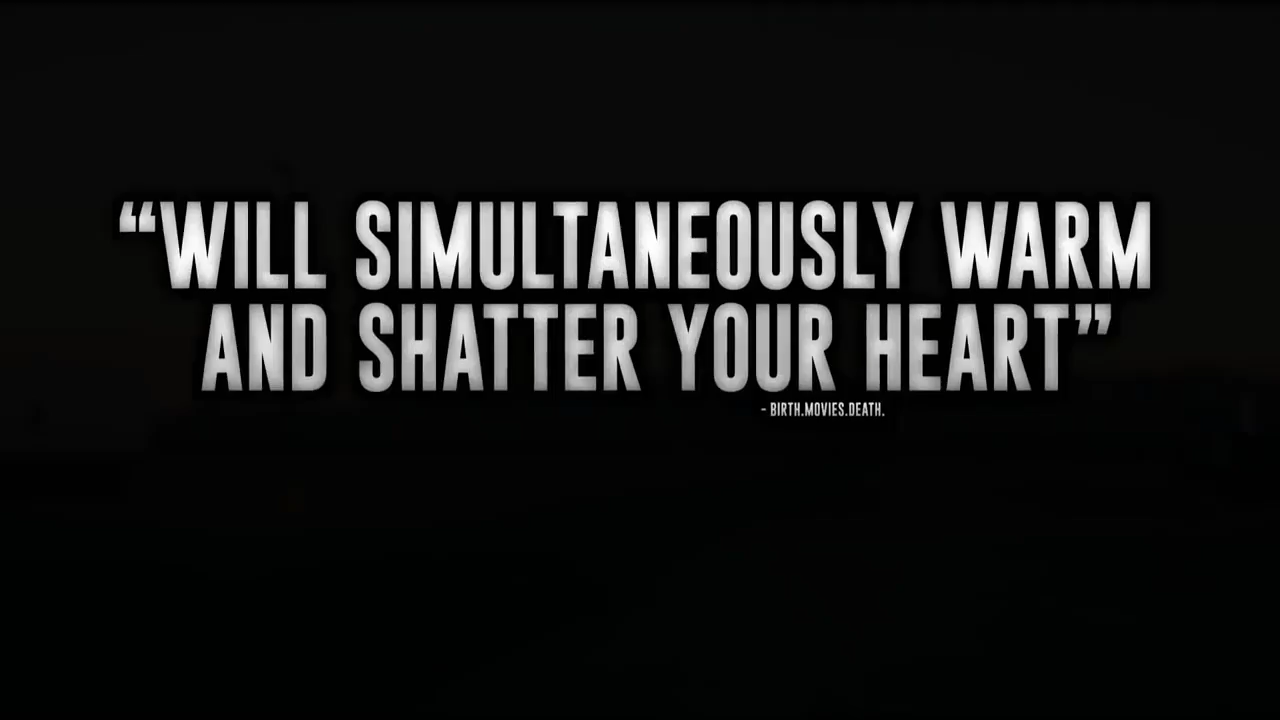 “WILL SIMULTANEOUSLY WARM
AND SHATTER YOUR HEART”
- BIRTH.MOVIES.DEATH.